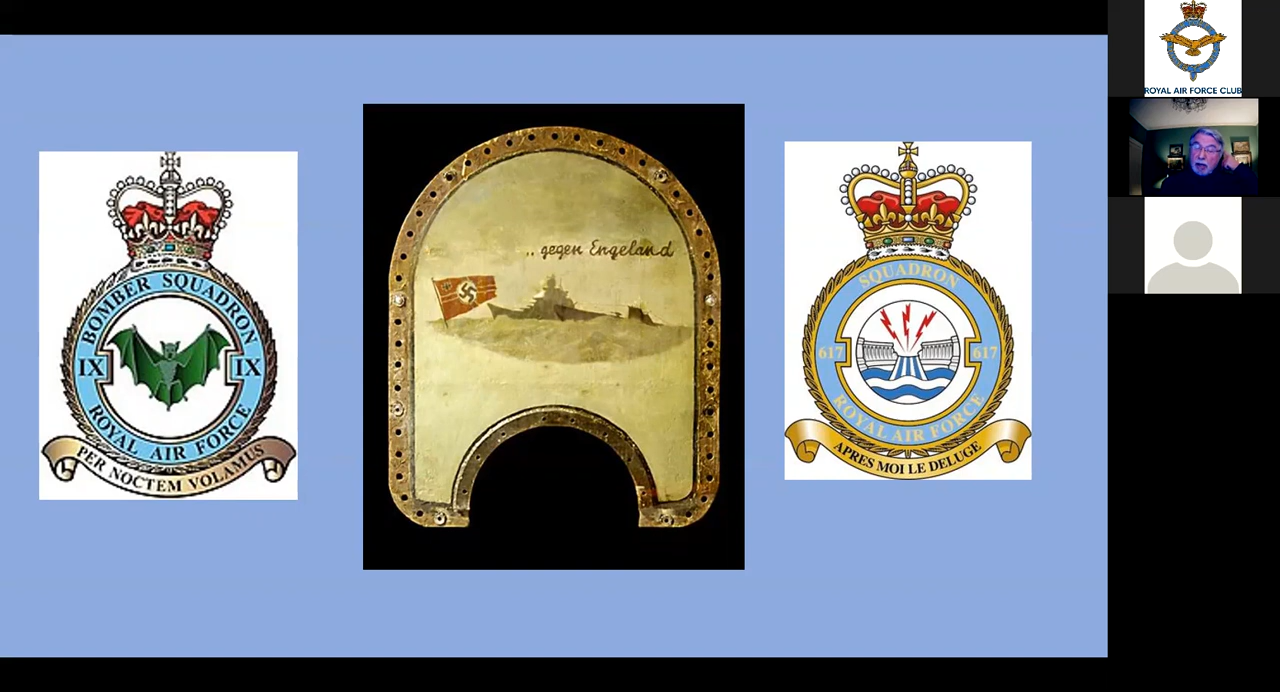 BOMBER SQUADRON
IX IX
ROYAL AIR FORCE
PER NOCTEM VOLAMUS
.. gegen Engeland
SQUADRON
617 617
ROYAL AIR FORCE
APRES MOI LE DELUGE
ROYAL AIR FORCE CLUB